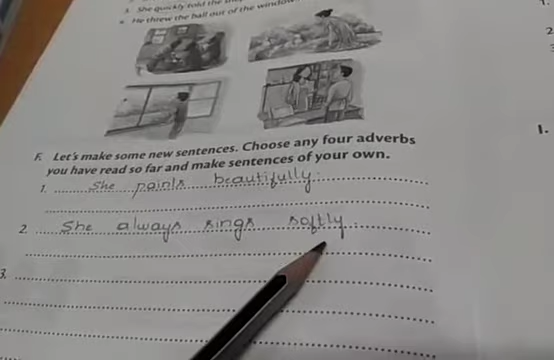 3. She quickly told the
4. He threw the ball out of the window.
F. Let's make some new sentences. Choose any four adverbs
you have read so far and make sentences of your own.
1. She paints beautifully.
2. She always sings softly.
3.
1.
2
1.